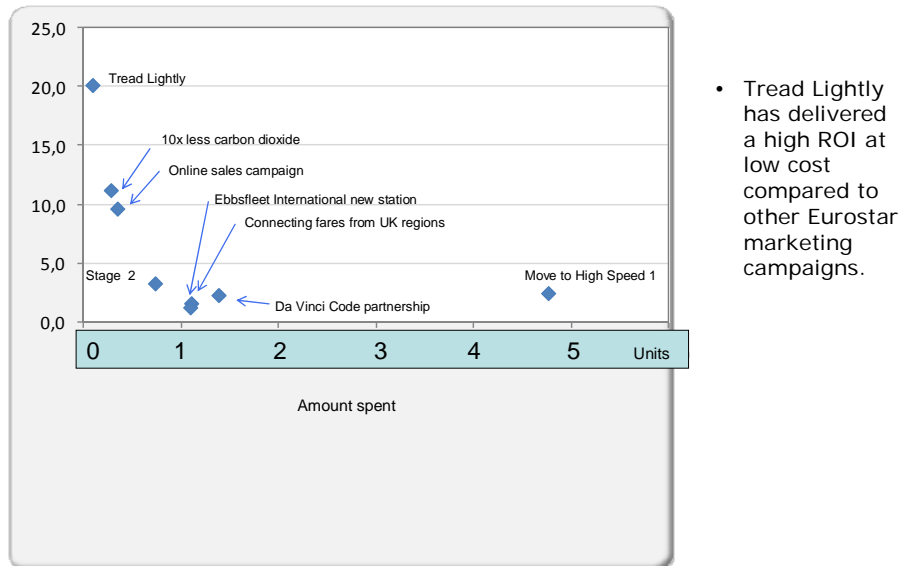 25,0
20,0
15,0
10,0
5,0
0,0
Tread Lightly
10x less carbon dioxide
Online sales campaign
Ebbsfleet International new station
Connecting fares from UK regions
Stage 2
Move to High Speed 1
Da Vinci Code partnership
0 1 2 3 4 5 Units
Amount spent
• Tread Lightly
has delivered
a high ROI at
low cost
compared to
other Eurostar
marketing
campaigns.